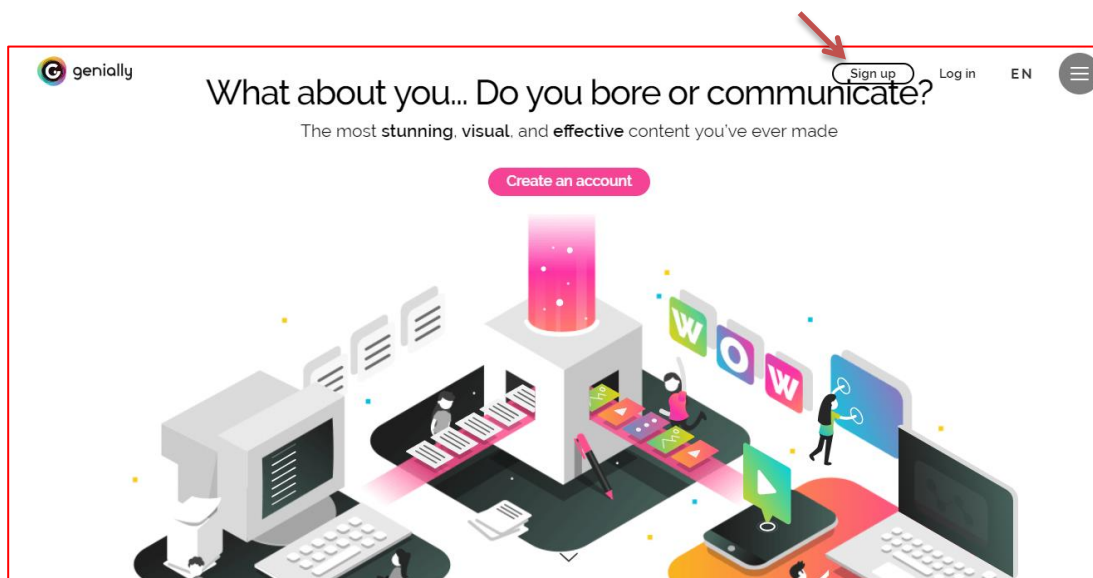 genially
Sign up
Log in
EN
What about you... Do you bore or communicate?
The most stunning, visual, and effective content you've ever made
Create an account
WOW